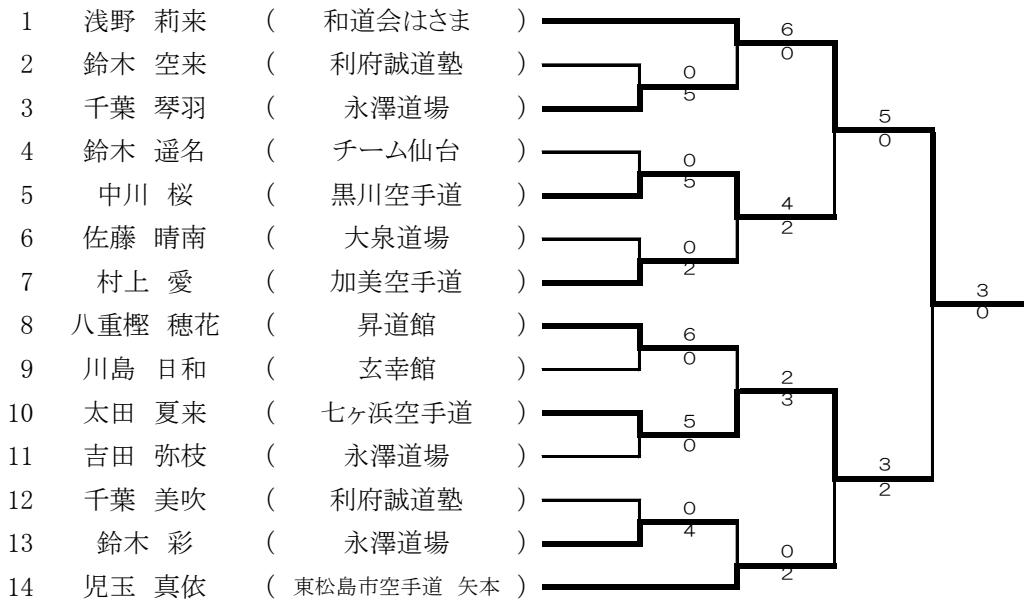 1 浅野 莉来 ( 和道会はさま )
2 鈴木 空来 ( 利府誠道塾 )
3 千葉 琴羽 ( 永澤道場 )
4 鈴木 遥名 ( チーム仙台 )
5 中川 桜 ( 黒川空手道 )
6 佐藤 晴南 ( 大泉道場 )
7 村上 愛 ( 加美空手道 )
8 八重樫 穂花 ( 昇道館 )
9 川島 日和 ( 玄幸館 )
10 太田 夏来 ( 七ヶ浜空手道 )
11 吉田 弥枝 ( 永澤道場 )
12 千葉 美吹 ( 利府誠道塾 )
13 鈴木 彩 ( 永澤道場 )
14 児玉 真依 ( 東松島市空手道 矢本 )
0
5
0
5
0
2
6
0
5
0
0
4
6
0
4
2
2
3
0
2
5
0
3
2
3
0